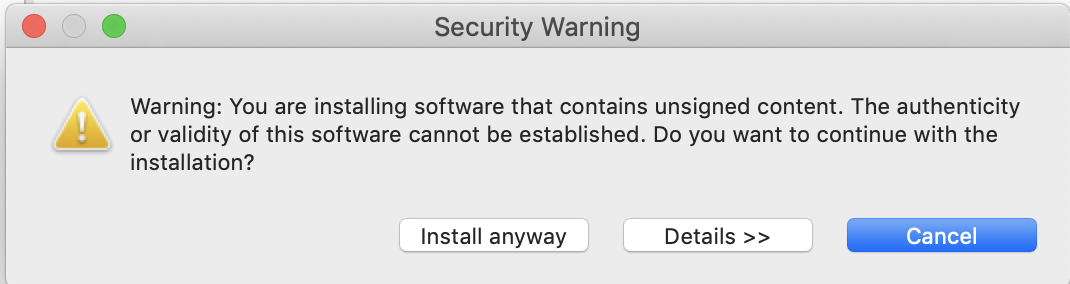 Security Warning
Warning: You are installing software that contains unsigned content. The authenticity
or validity of this software cannot be established. Do you want to continue with the
installation?
Install anyway
Details >>
Cancel